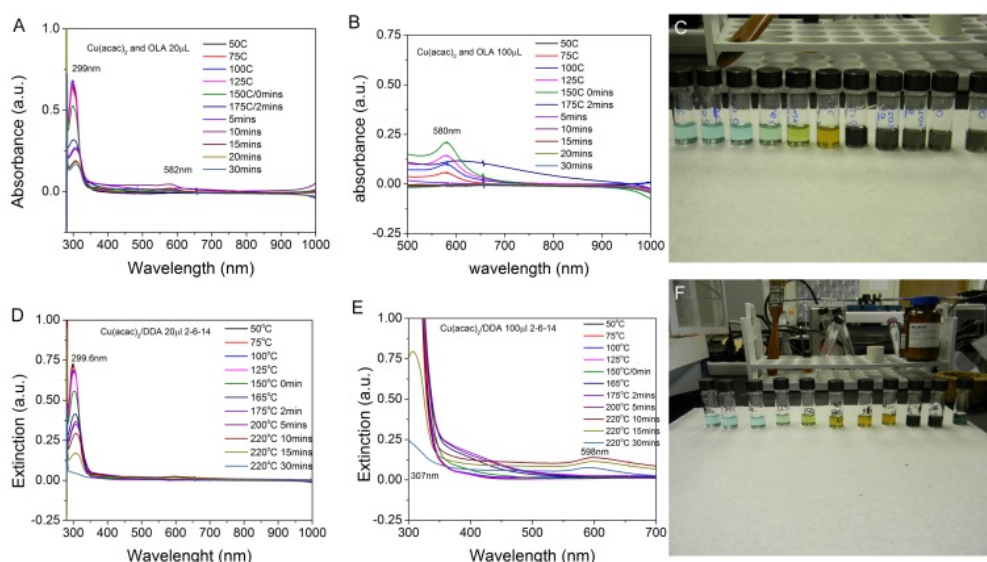 A
Cu(acac)₂ and OLA 20µL
299nm
582nm
50C
75C
100C
125C
150C/0mins
175C/2mins
5mins
10mins
15mins
20mins
30mins
Absorbance (a.u.)
1.0
0.5
0.0
300 400 500 600 700 800 900 1000
Wavelength (nm)
B
Cu(acac)₂ and OLA 100µL
580nm
50C
75C
100C
125C
150C 0mins
175C 2mins
5mins
10mins
15mins
20mins
30mins
absorbance (a.u.)
0.75
0.50
0.25
0.00
-0.25
500 600 700 800 900 1000
wavelength (nm)
C
D
Cu(acac)₂/DDA 20µl 2-6-14
299.6nm
50°C
75°C
100°C
125°C
150°C 0min
165°C
175°C 2min
200°C 5mins
220°C 10mins
220°C 15mins
220°C 30mins
Extinction (a.u.)
1.00
0.75
0.50
0.25
0.00
-0.25
300 400 500 600 700 800 900 1000
Wavelenght (nm)
E
Cu(acac)₂/DDA 100µl 2-6-14
307nm
598nm
50°C
75°C
100°C
125°C
150°C/0min
165°C
175°C 2mins
200°C 5mins
220°C 10mins
220°C 15mins
220°C 30mins
Extinction (a.u.)
1.00
0.75
0.50
0.25
0.00
-0.25
400 500 600 700
Wavelength (nm)
F